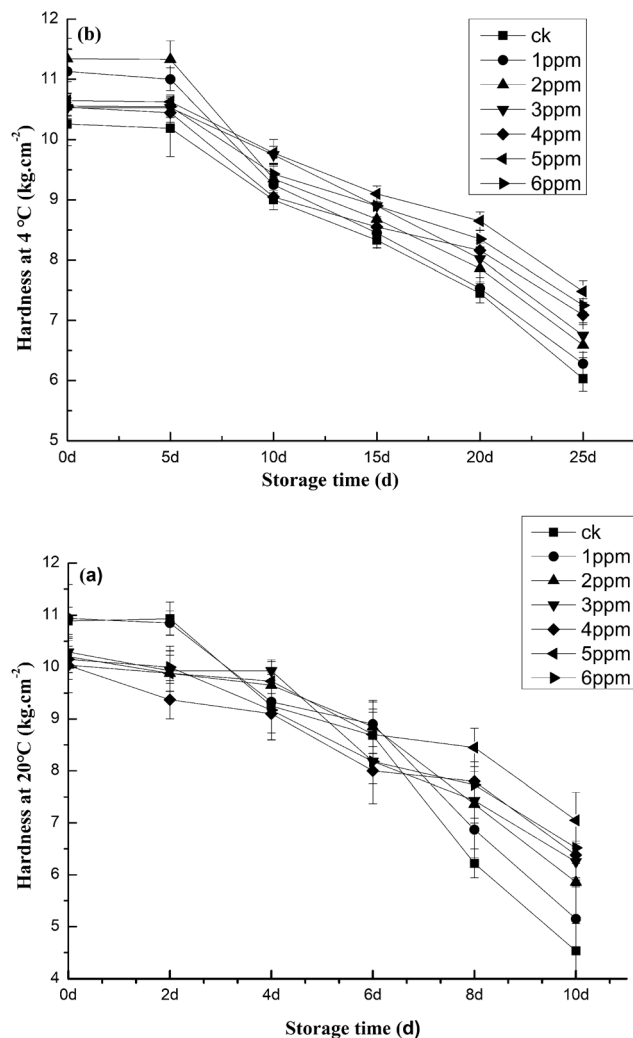 (b)
ck
1ppm
2ppm
3ppm
4ppm
5ppm
6ppm
12
11
10
9
8
7
6
5
Hardness at 4 °C (kg.cm-2)
0d 5d 10d 15d 20d 25d
Storage time (d)
(a)
ck
1ppm
2ppm
3ppm
4ppm
5ppm
6ppm
12
11
10
9
8
7
6
5
4
Hardness at 20°C (kg.cm-2)
0d 2d 4d 6d 8d 10d
Storage time (d)